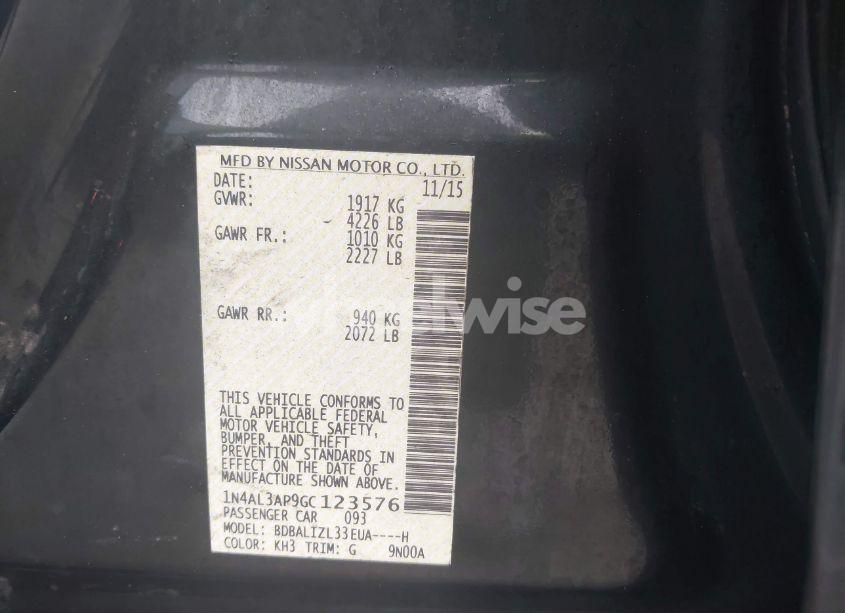 MFD BY NISSAN MOTOR CO., LTD.
DATE: 11/15
GVWR: 1917 KG
4226 LB
GAWR FR.: 1010 KG
2227 LB
GAWR RR.: 940 KG
2072 LB
THIS VEHICLE CONFORMS TO
ALL APPLICABLE FEDERAL
MOTOR VEHICLE SAFETY,
BUMPER, AND THEFT
PREVENTION STANDARDS IN
EFFECT ON THE DATE OF
MANUFACTURE SHOWN ABOVE.
1N4AL3AP9GC123576
PASSENGER CAR 093
MODEL: BDBALIZL33EUA----H
COLOR: KH3 TRIM: G 9N00A